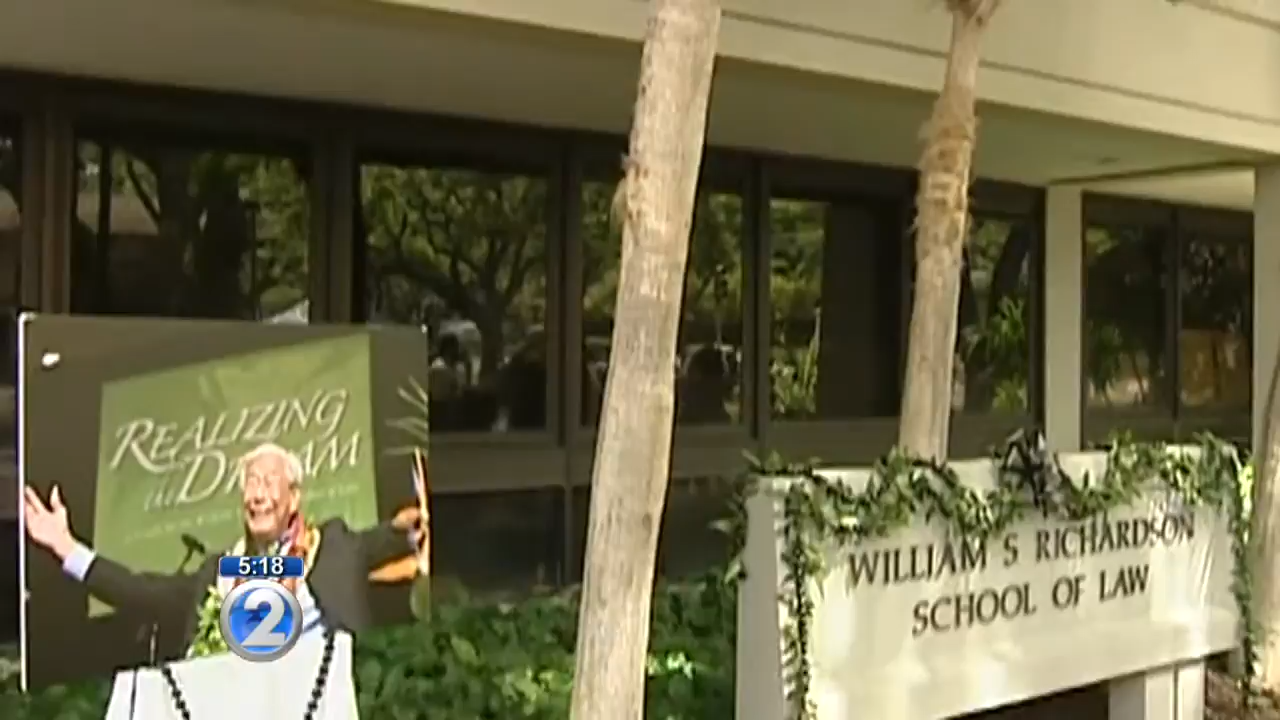 REALIZING
the DREAM
5:18
2
WILLIAM S RICHARDSON
SCHOOL OF LAW